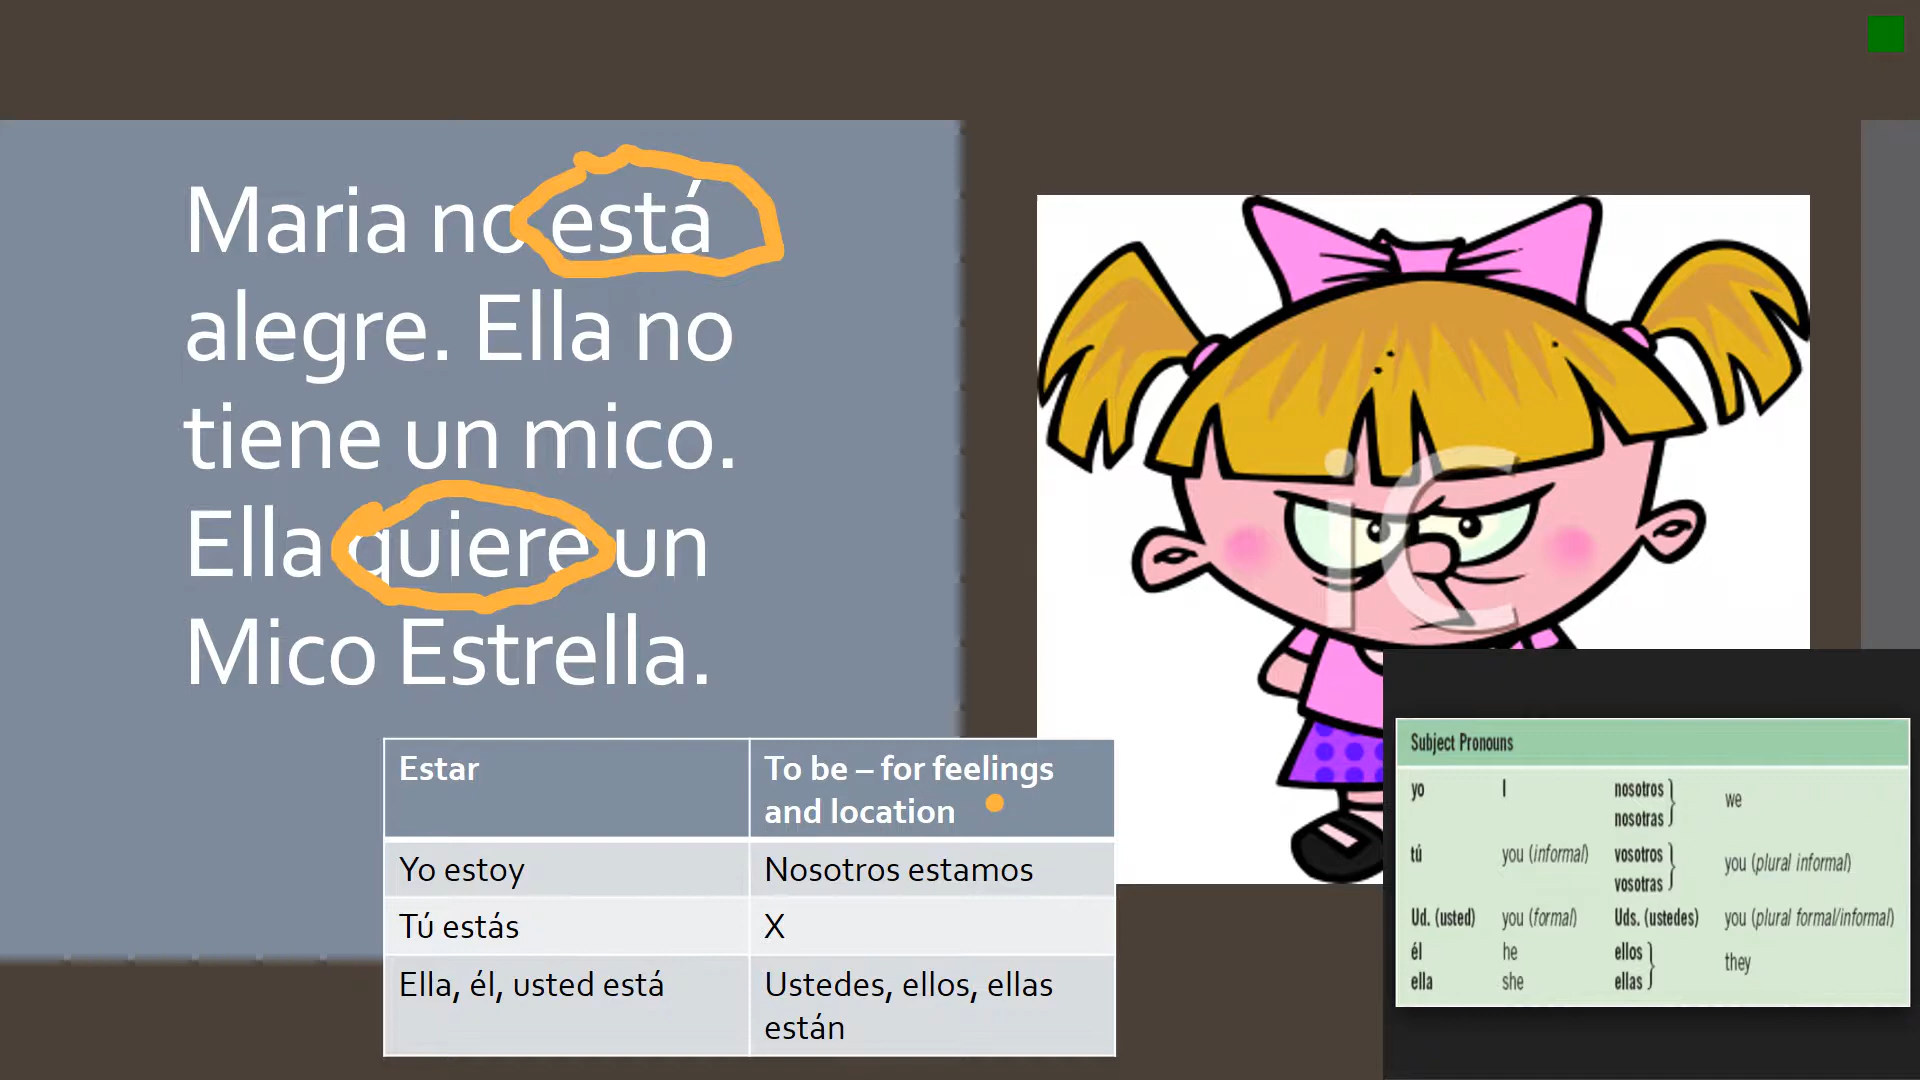 Maria no está
alegre. Ella no
tiene un mico.
Ella quiere un
Mico Estrella.
iC
Estar
To be – for feelings
and location
Yo estoy
Nosotros estamos
Tú estás
X
Ella, él, usted está
Ustedes, ellos, ellas
están
Subject Pronouns
yo I nosotros we
nosotras
tú you (informal) vosotros you (plural informal)
vosotras
Ud. (usted) you (formal) Uds. (ustedes) you (plural formal/informal)
él he ellos they
ella she ellas